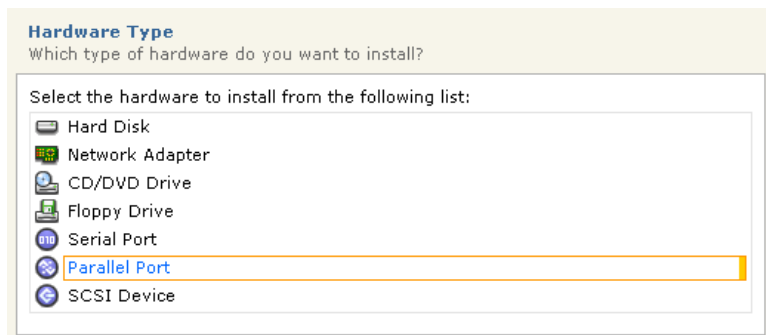 Hardware Type
Which type of hardware do you want to install?
Select the hardware to install from the following list:
Hard Disk
Network Adapter
CD/DVD Drive
Floppy Drive
010 Serial Port
Parallel Port
SCSI Device